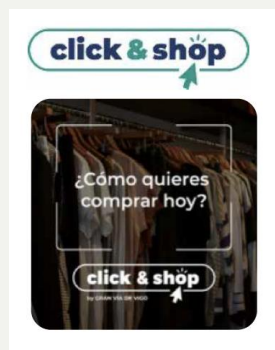 click & shop
¿Cómo quieres
comprar hoy?
click & shop
by GRAN VIA DE VIGO